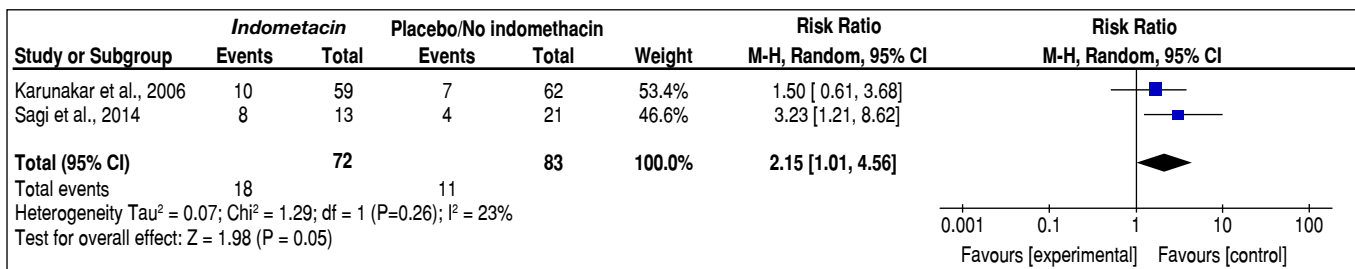 Indometacin Placebo/No indomethacin Risk Ratio Risk Ratio
Study or Subgroup Events Total Events Total Weight M-H, Random, 95% CI M-H, Random, 95% CI
Karunakar et al., 2006 10 59 7 62 53.4% 1.50 [ 0.61, 3.68]
Sagi et al., 2014 8 13 4 21 46.6% 3.23 [1.21, 8.62]
Total (95% CI) 72 83 100.0% 2.15 [1.01, 4.56]
Total events 18 11
Heterogeneity Tau² = 0.07; Chi² = 1.29; df = 1 (P=0.26); I² = 23%
Test for overall effect: Z = 1.98 (P = 0.05)
0.001 0.1 1 10 100
Favours [experimental] Favours [control]